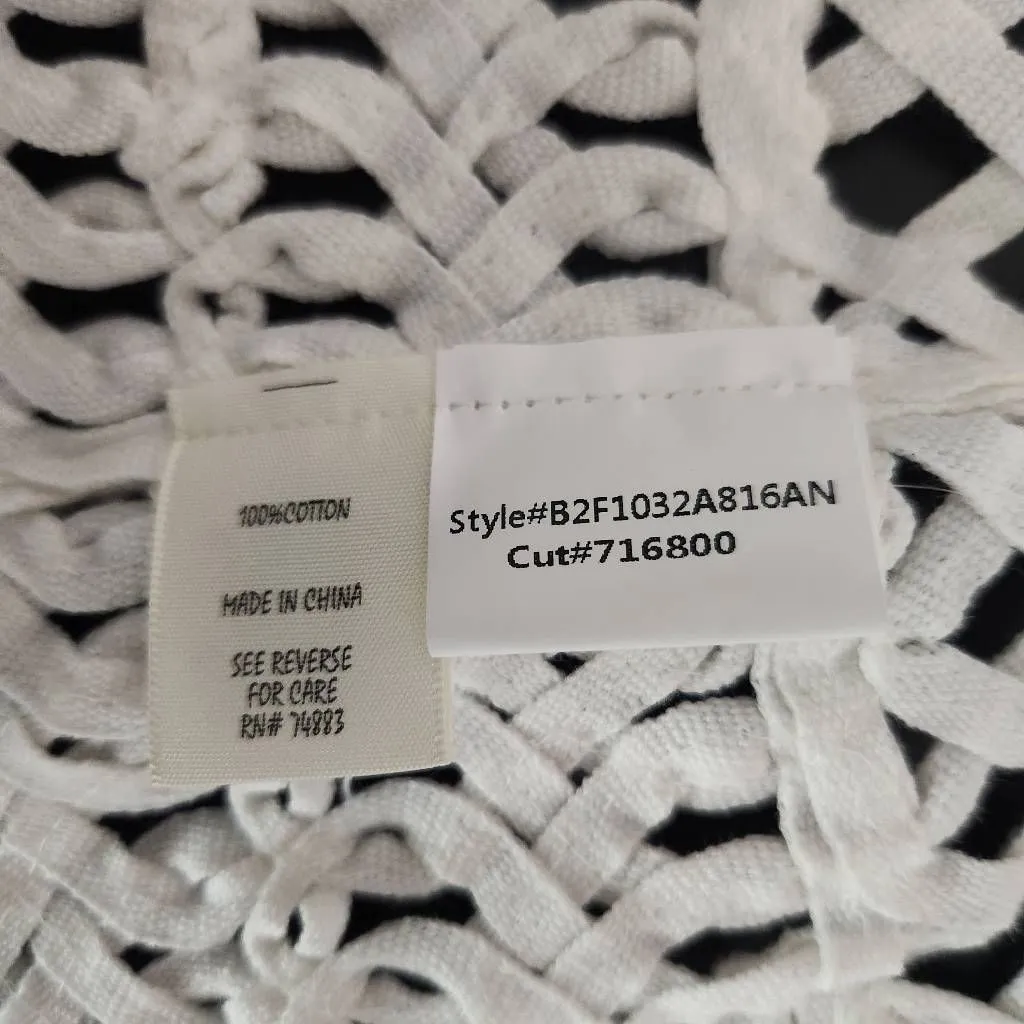 100%COTTON
MADE IN CHINA
SEE REVERSE
FOR CARE
RN# 74883
Style#B2F1032A816AN
Cut#716800